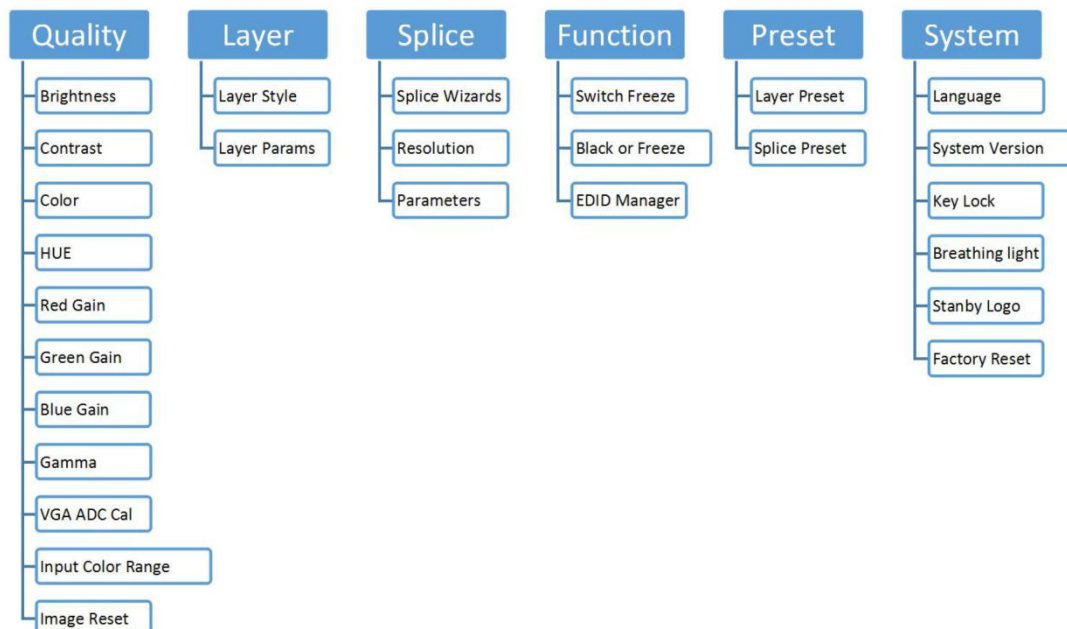 Quality
Brightness
Contrast
Color
HUE
Red Gain
Green Gain
Blue Gain
Gamma
VGA ADC Cal
Input Color Range
Image Reset
Layer
Layer Style
Layer Params
Splice
Splice Wizards
Resolution
Parameters
Function
Switch Freeze
Black or Freeze
EDID Manager
Preset
Layer Preset
Splice Preset
System
Language
System Version
Key Lock
Breathing light
Stanby Logo
Factory Reset